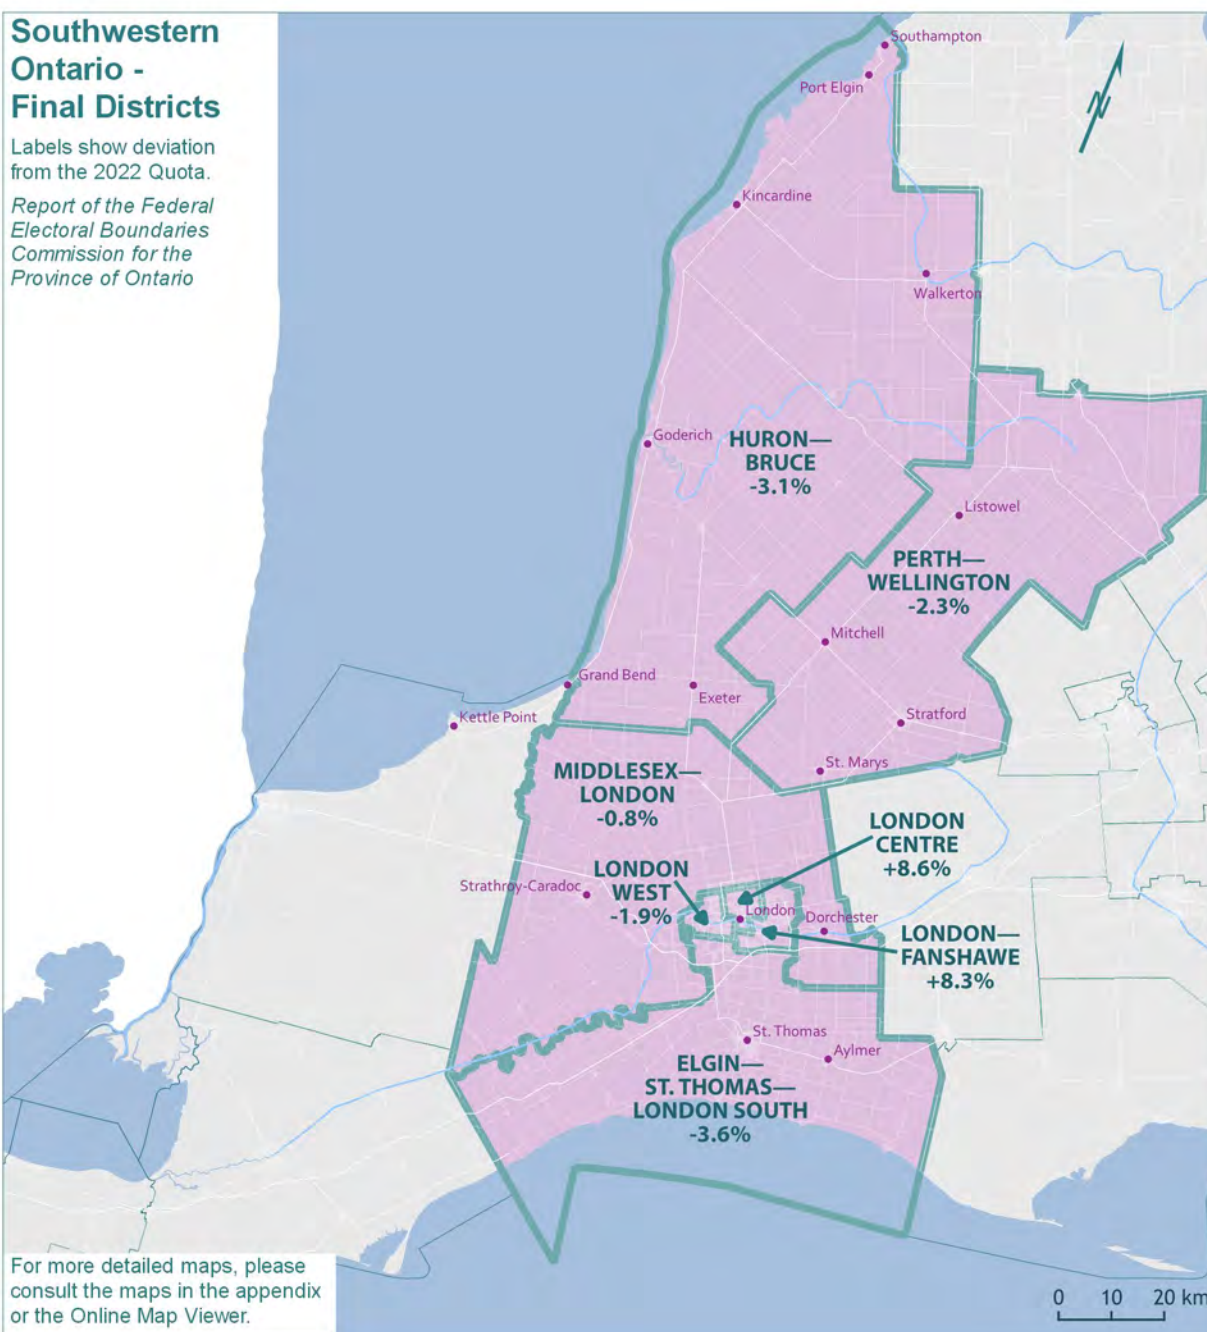 Southwestern
Ontario -
Final Districts
Labels show deviation
from the 2022 Quota.
Report of the Federal
Electoral Boundaries
Commission for the
Province of Ontario
Southampton
Port Elgin
N
Kincardine
Walkerton
Goderich
HURON—
BRUCE
-3.1%
Listowel
PERTH—
WELLINGTON
-2.3%
Mitchell
Grand Bend
Exeter
Kettle Point
Stratford
St. Marys
MIDDLESEX—
LONDON
-0.8%
LONDON
CENTRE
+8.6%
LONDON
WEST
-1.9%
Strathroy-Caradoc
London
Dorchester
LONDON—
FANSHAWE
+8.3%
St. Thomas
Aylmer
ELGIN—
ST. THOMAS—
LONDON SOUTH
-3.6%
For more detailed maps, please
consult the maps in the appendix
or the Online Map Viewer.
0 10 20 km